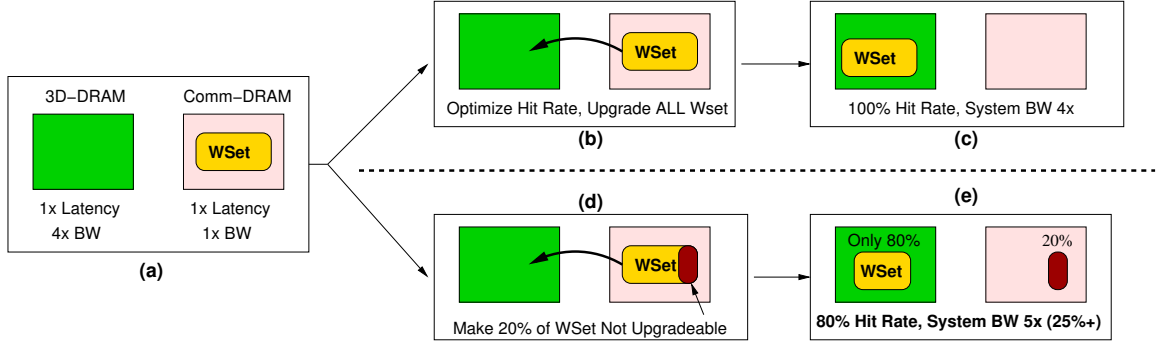 3D-DRAM
Comm-DRAM
WSet
1x Latency
4x BW
1x Latency
1x BW
(a)
WSet
Optimize Hit Rate, Upgrade ALL Wset
(b)
WSet
100% Hit Rate, System BW 4x
(c)
(d)
WSet
Make 20% of WSet Not Upgradeable
(e)
Only 80%
20%
WSet
80% Hit Rate, System BW 5x (25%+)